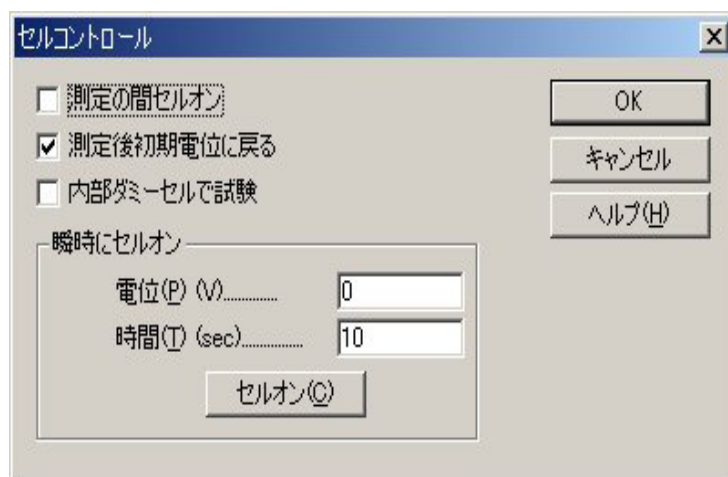 セルコントロール
測定の間セルオン
測定後初期電位に戻る
内部ダミーセルで試験
OK
キャンセル
ヘルプ(H)
瞬時にセルオン
電位(P) (V).............
0
時間(T) (sec)...............
10
セルオン(C)